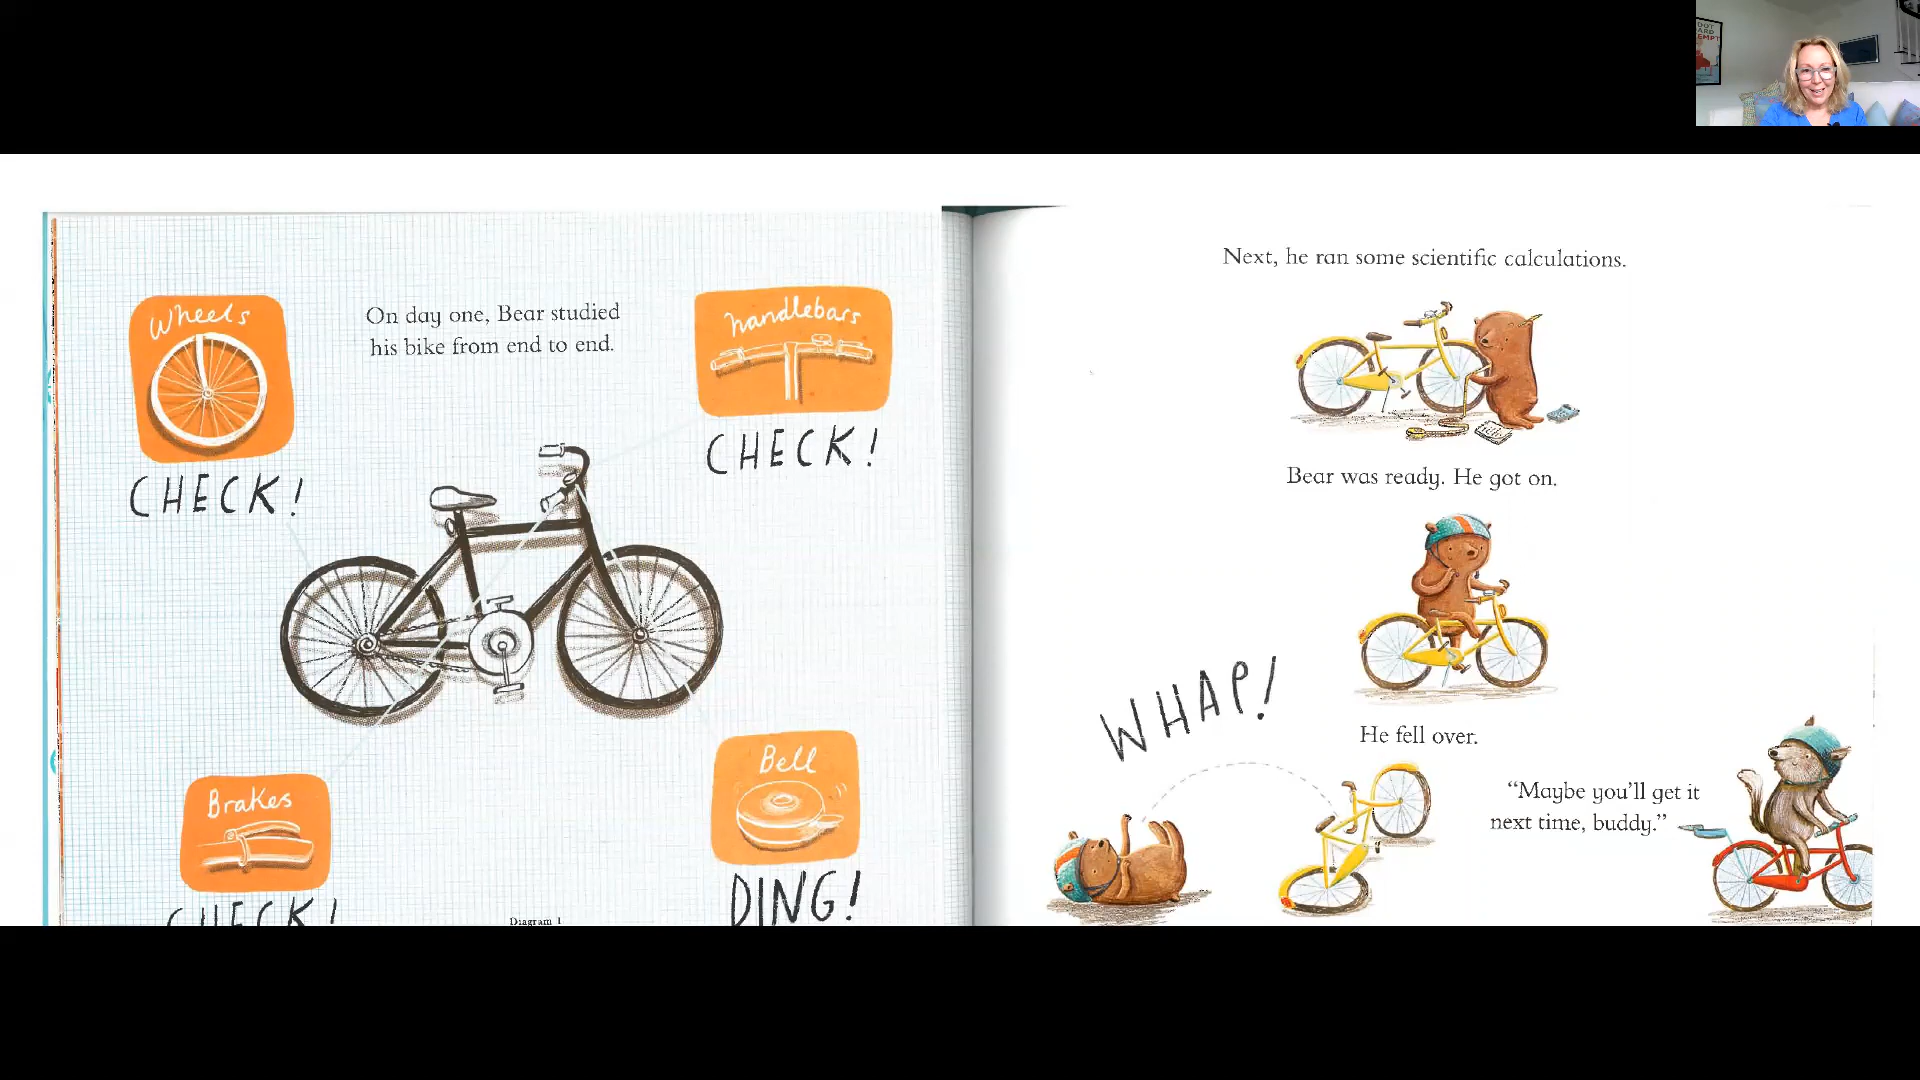 Wheels
CHECK!
On day one, Bear studied
his bike from end to end.
handlebars
CHECK!
Brakes
CHECK!
Bell
DING!
Diagram 1
Next, he ran some scientific calculations.
Bear was ready. He got on.
WHAP!
He fell over.
“Maybe you’ll get it
next time, buddy.”